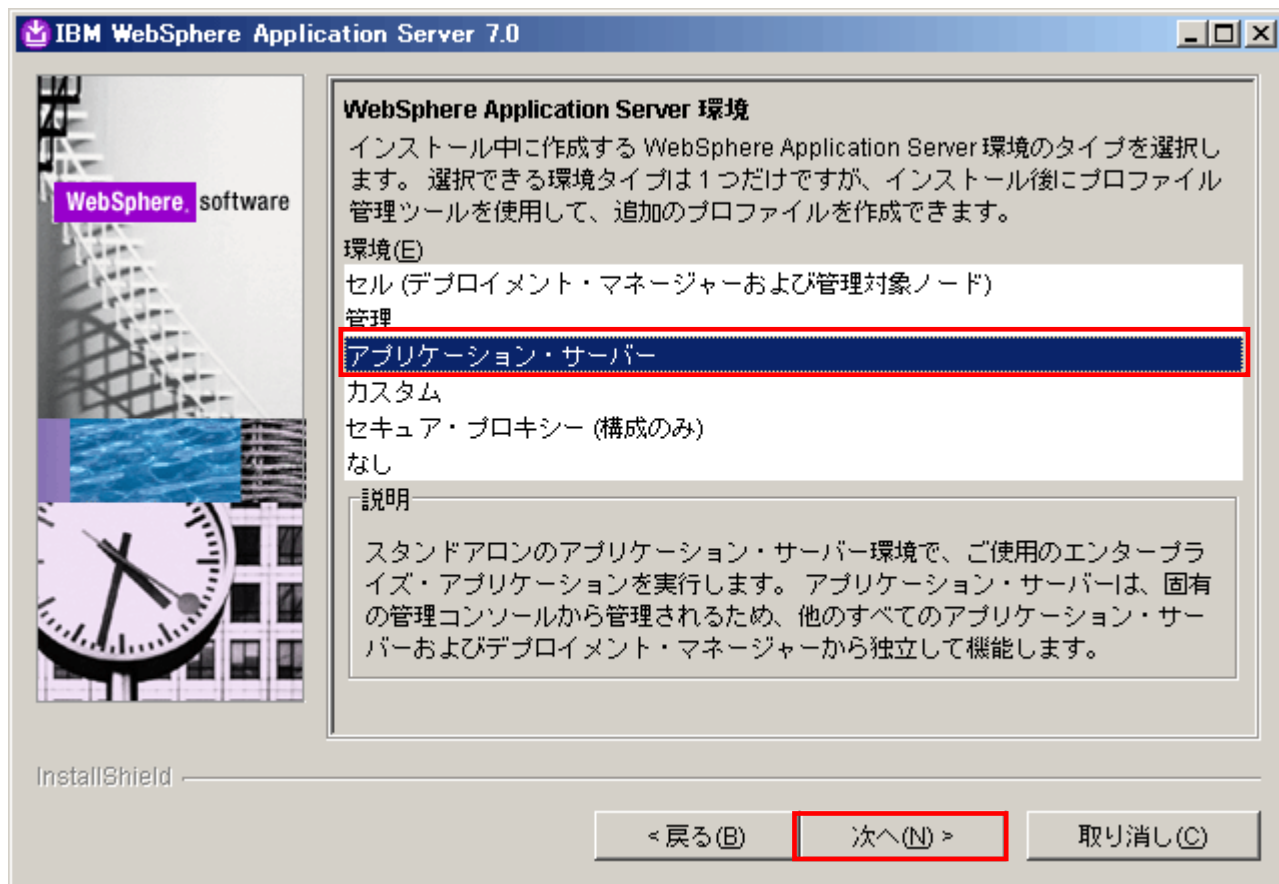 IBM WebSphere Application Server 7.0
WebSphere. software
WebSphere Application Server 環境
インストール中に作成する WebSphere Application Server 環境のタイプを選択し
ます。 選択できる環境タイプは 1 つだけですが、インストール後にプロファイル
管理ツールを使用して、追加のプロファイルを作成できます。
環境(E)
セル (デプロイメント・マネージャーおよび管理対象ノード)
管理
アプリケーション・サーバー
カスタム
セキュア・プロキシー (構成のみ)
なし
説明
スタンドアロンのアプリケーション・サーバー環境で、ご使用のエンタープラ
イズ・アプリケーションを実行します。 アプリケーション・サーバーは、固有
の管理コンソールから管理されるため、他のすべてのアプリケーション・サー
バーおよびデプロイメント・マネージャーから独立して機能します。
InstallShield
<戻る(B)
次へ(N) >
取り消し(C)